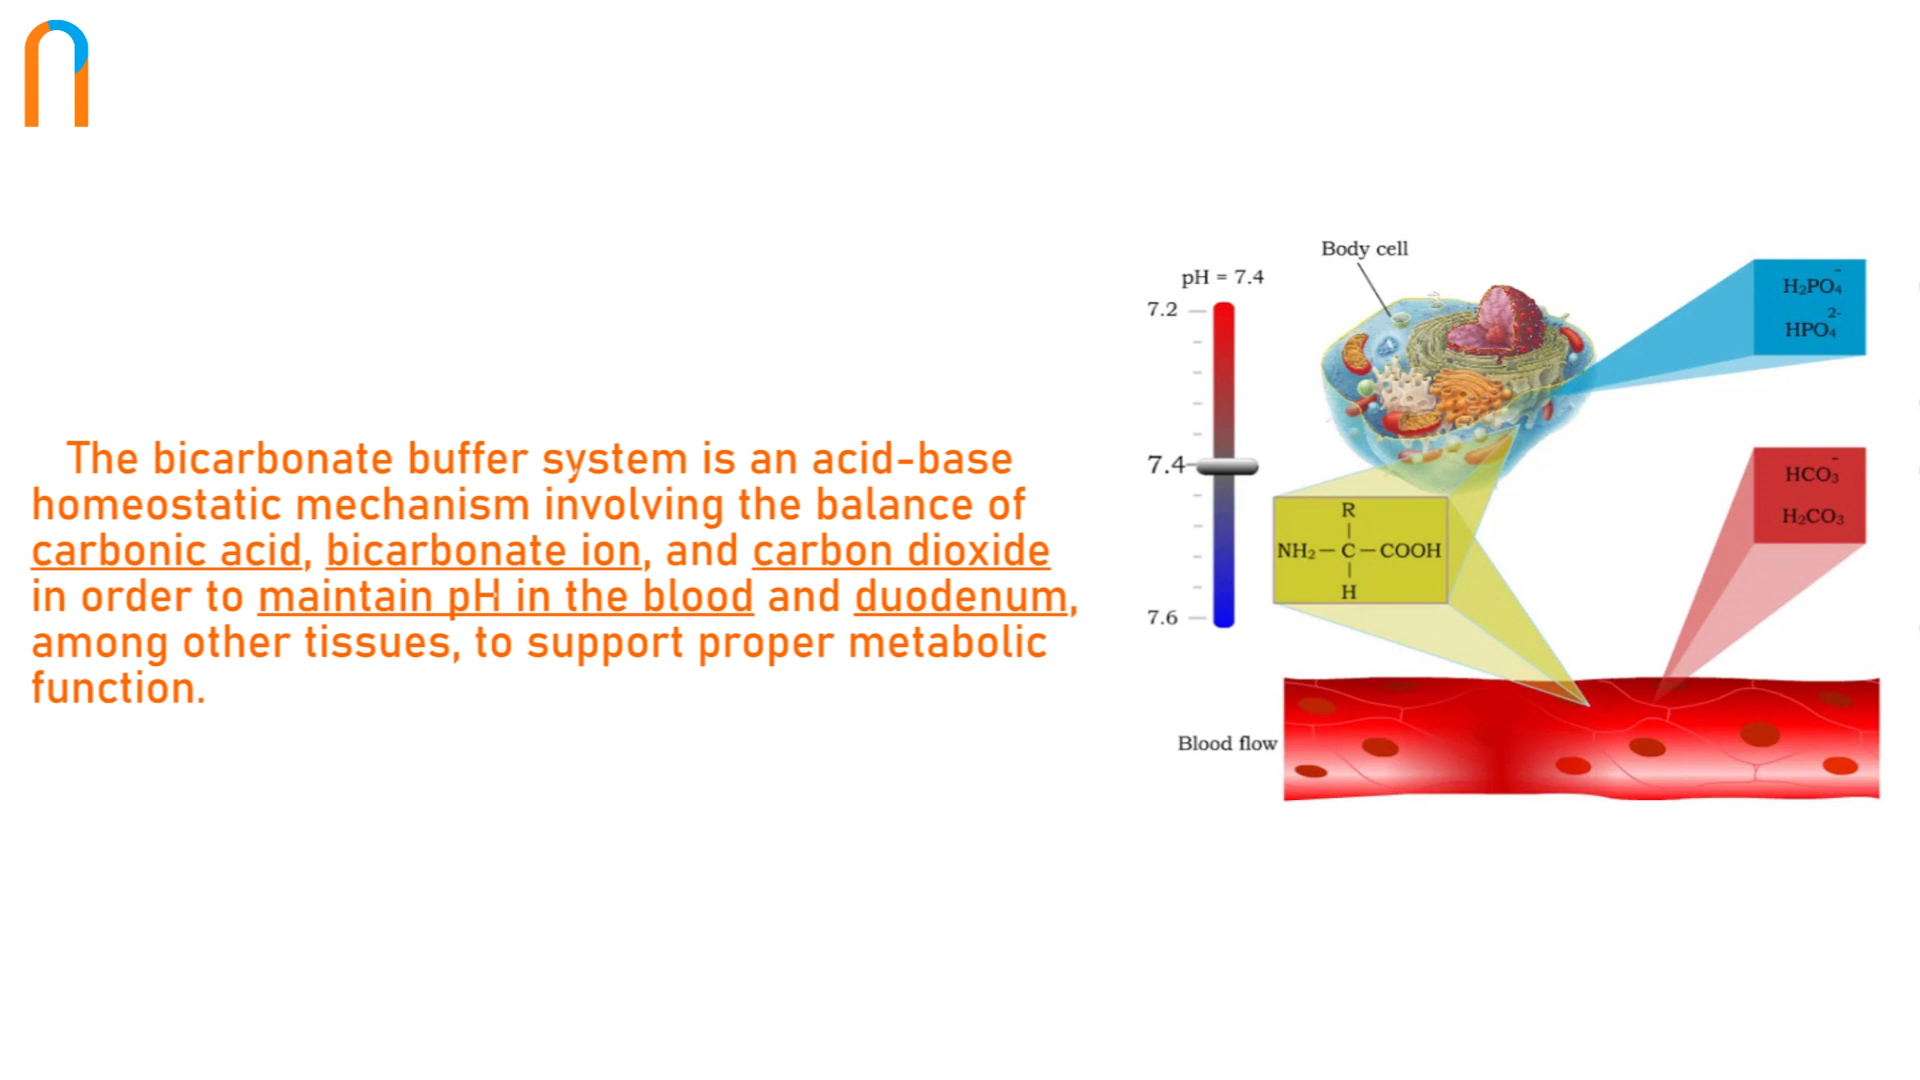 The bicarbonate buffer system is an acid-base
homeostatic mechanism involving the balance of
carbonic acid, bicarbonate ion, and carbon dioxide
in order to maintain pH in the blood and duodenum,
among other tissues, to support proper metabolic
function.
Body cell
pH = 7.4
7.2
7.4
7.6
H₂PO₄⁻
HPO₄²⁻
HCO₃⁻
H₂CO₃
R
NH₂ — C — COOH
H
Blood flow